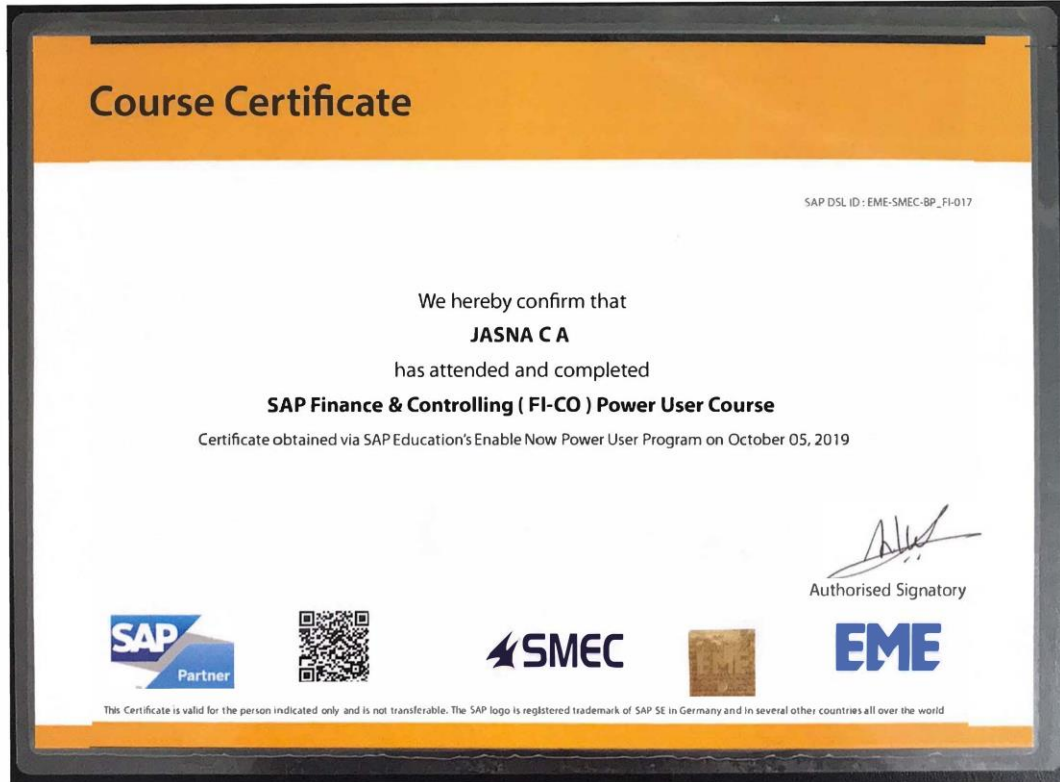 Course Certificate
SAP DSL ID : EME-SMEC-BP_FI-017
We hereby confirm that
JASNA C A
has attended and completed
SAP Finance & Controlling ( FI-CO ) Power User Course
Certificate obtained via SAP Education's Enable Now Power User Program on October 05, 2019
Authorised Signatory
SAP
Partner
SMEC
EME
EME
This Certificate is valid for the person indicated only and is not transferable. The SAP logo is registered trademark of SAP SE in Germany and in several other countries all over the world